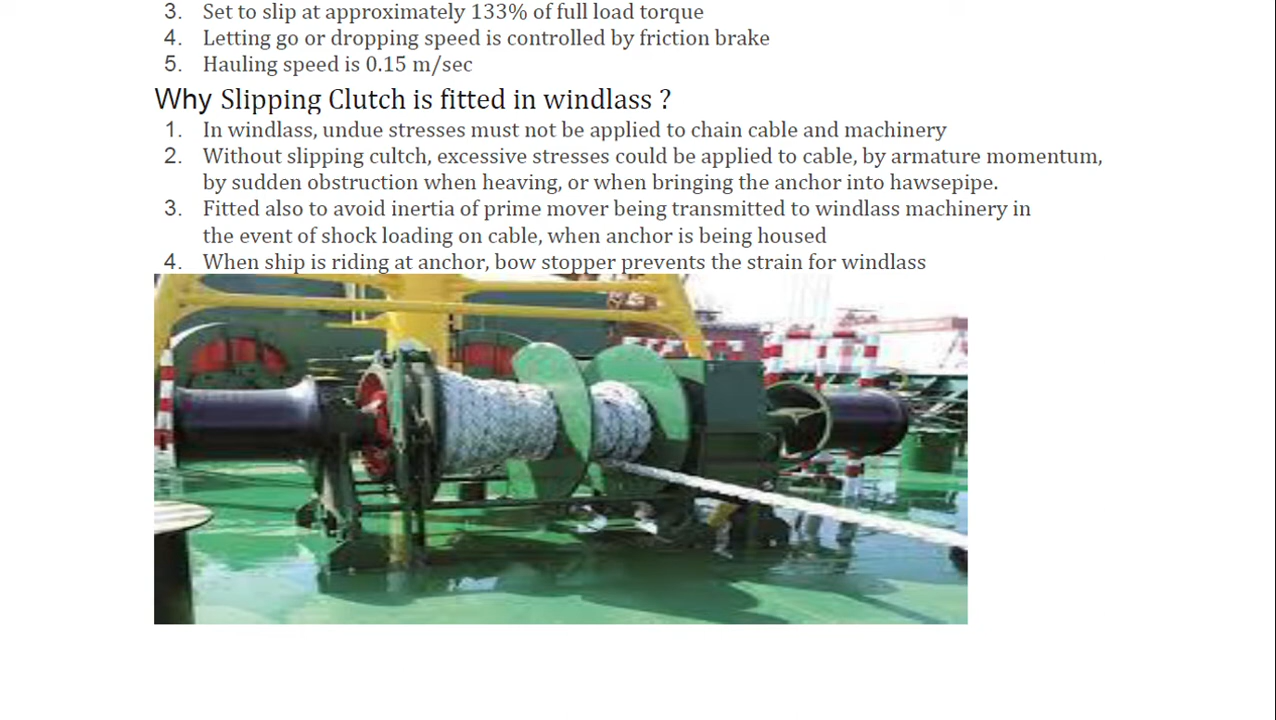 3. Set to slip at approximately 133% of full load torque
4. Letting go or dropping speed is controlled by friction brake
5. Hauling speed is 0.15 m/sec
Why Slipping Clutch is fitted in windlass ?
1. In windlass, undue stresses must not be applied to chain cable and machinery
2. Without slipping cultch, excessive stresses could be applied to cable, by armature momentum,
by sudden obstruction when heaving, or when bringing the anchor into hawsepipe.
3. Fitted also to avoid inertia of prime mover being transmitted to windlass machinery in
the event of shock loading on cable, when anchor is being housed
4. When ship is riding at anchor, bow stopper prevents the strain for windlass